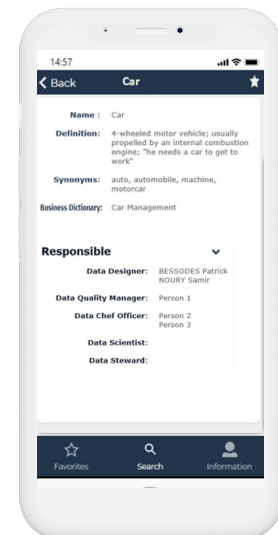 14:57
Back Car
Name : Car
Definition: 4-wheeled motor vehicle; usually
propelled by an internal combustion
engine; "he needs a car to get to
work"
Synonyms: auto, automobile, machine,
motorcar
Business Dictionary: Car Management
Responsible
Data Designer: BESSODES Patrick
NOURY Samir
Data Quality Manager: Person 1
Data Chef Officer: Person 2
Person 3
Data Scientist:
Data Steward:
Favorites Search Information